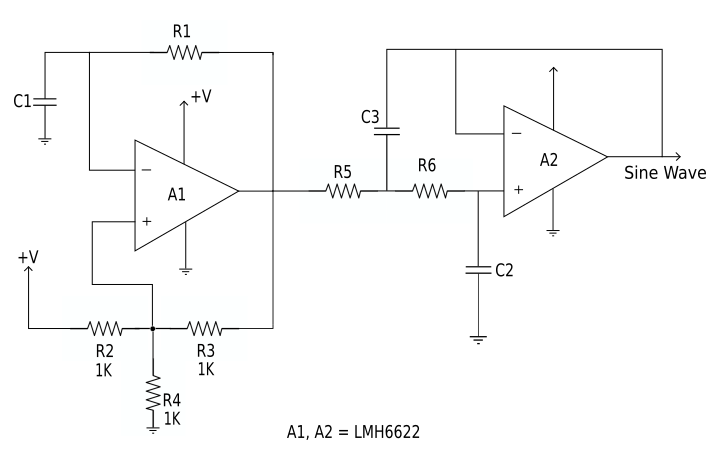 R1
C1
+V
−
A1
+
+V
R2
1K
R3
1K
R4
1K
C3
R5
R6
−
A2
+
Sine Wave
C2
A1, A2 = LMH6622